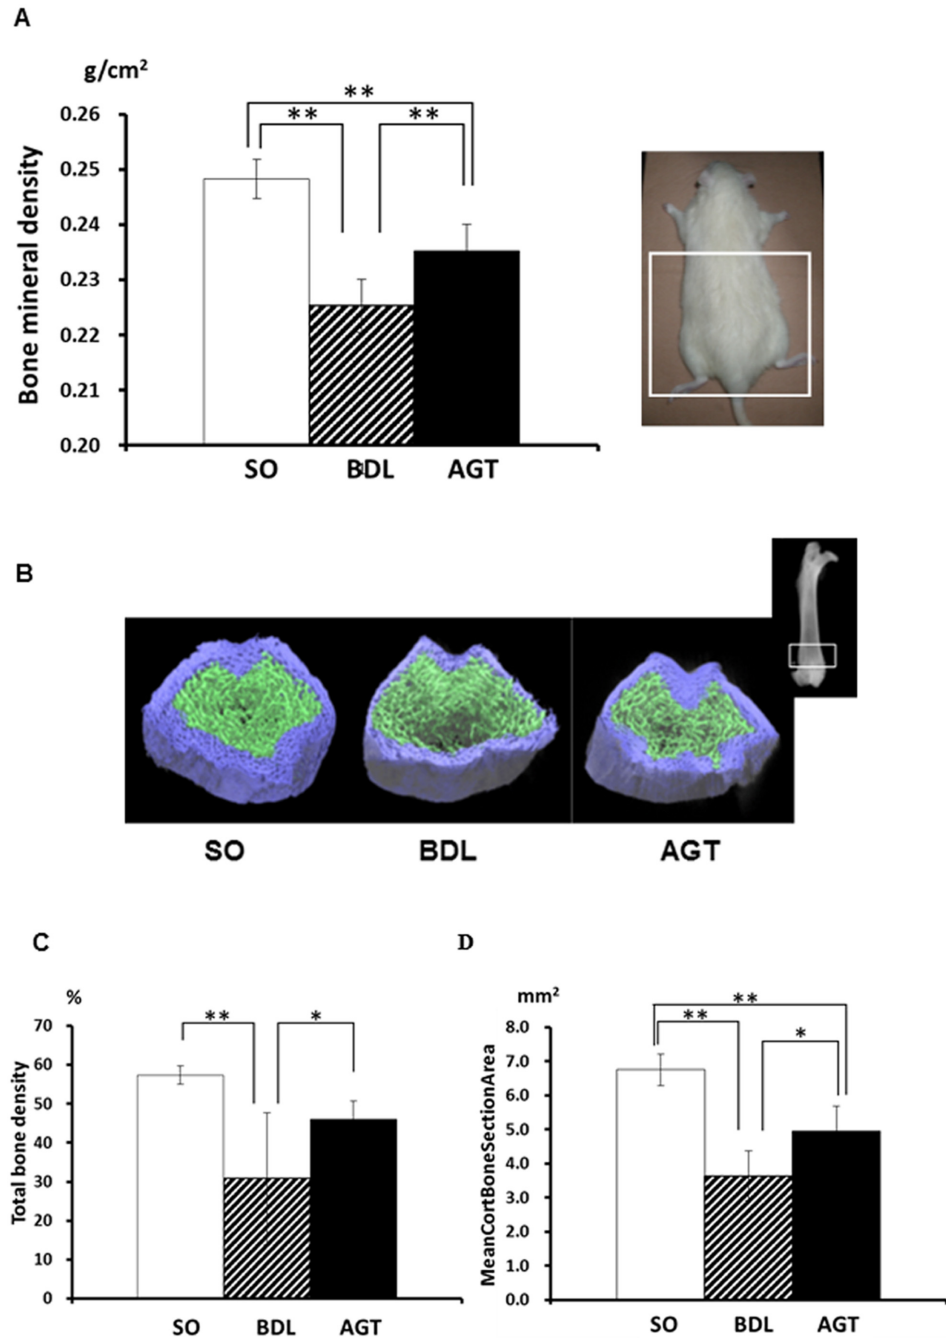 A
g/cm²
** 
** **
0.26
0.25
0.24
0.23
0.22
0.21
0.20
Bone mineral density
SO BDL AGT
B
SO BDL AGT
C
%
** *
70
60
50
40
30
20
10
0
Total bone density
SO BDL AGT
D
mm²
**
**
*
8.0
7.0
6.0
5.0
4.0
3.0
2.0
1.0
0.0
MeanCortBoneSectionArea
SO BDL AGT